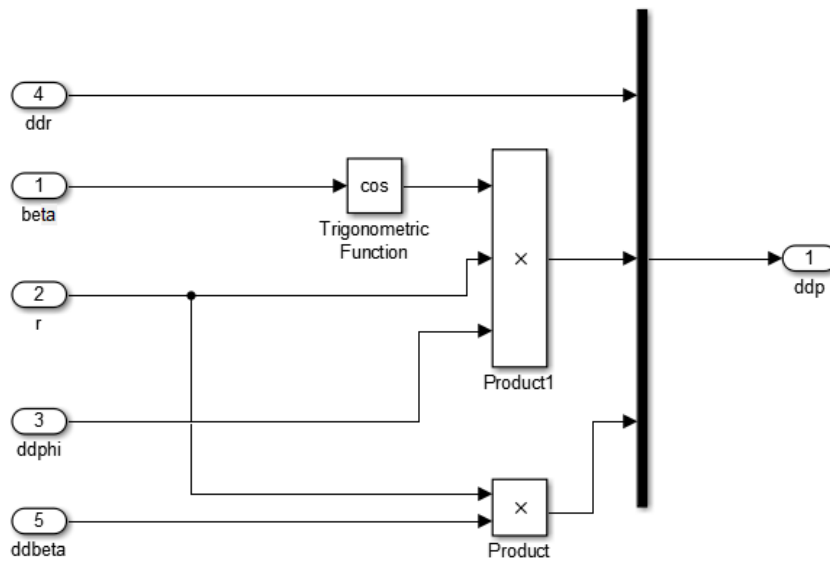 4
ddr
1
beta
cos
Trigonometric
Function
2
r
×
Product1
1
ddp
3
ddphi
5
ddbeta
×
Product